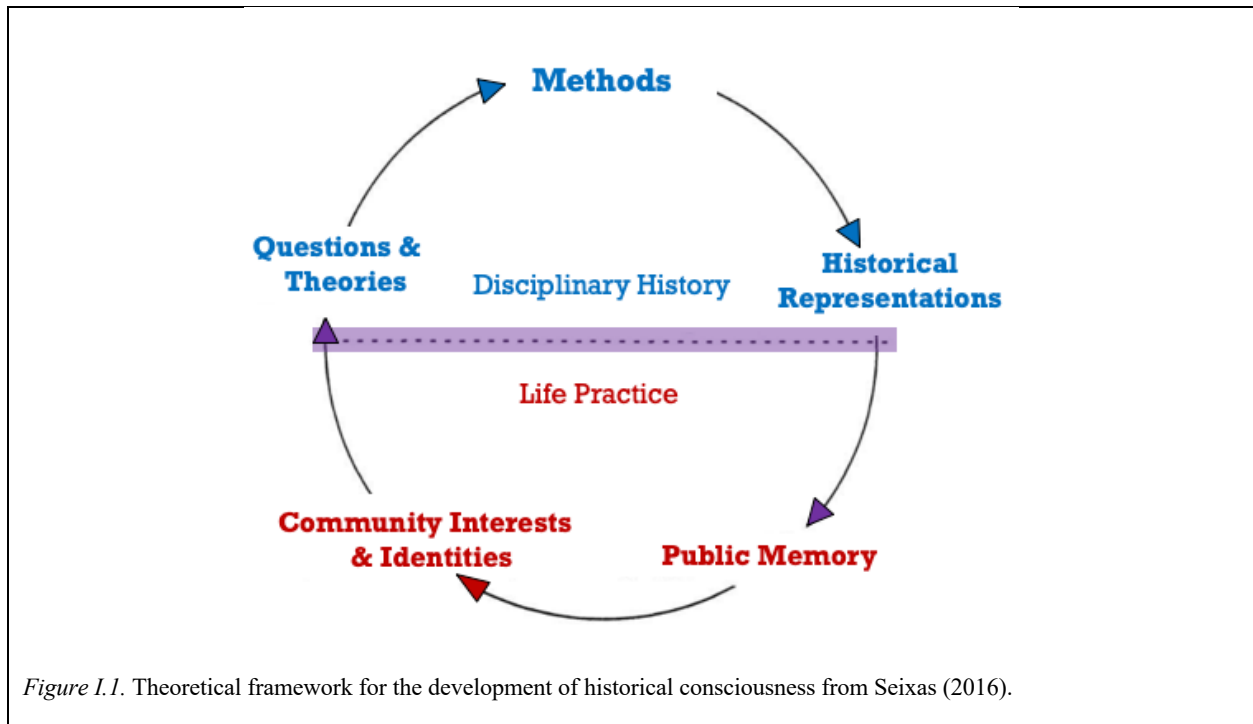 Methods
Questions &
Theories
Disciplinary History
Historical
Representations
Life Practice
Community Interests
& Identities
Public Memory
Figure I.1. Theoretical framework for the development of historical consciousness from Seixas (2016).